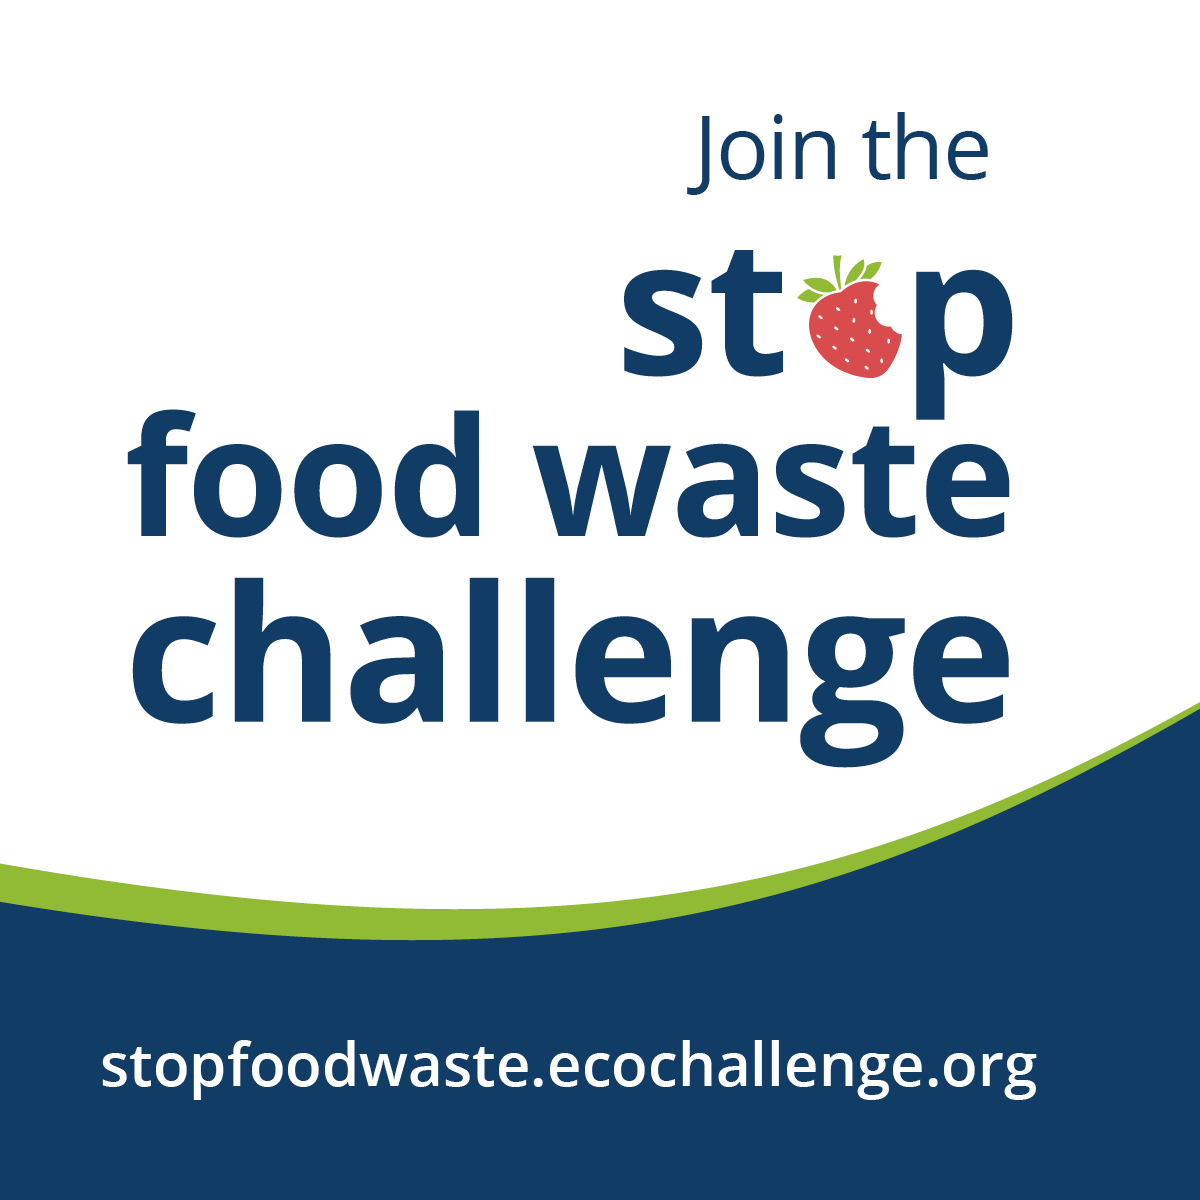 Join the
stop
food waste
challenge
stopfoodwaste.ecochallenge.org